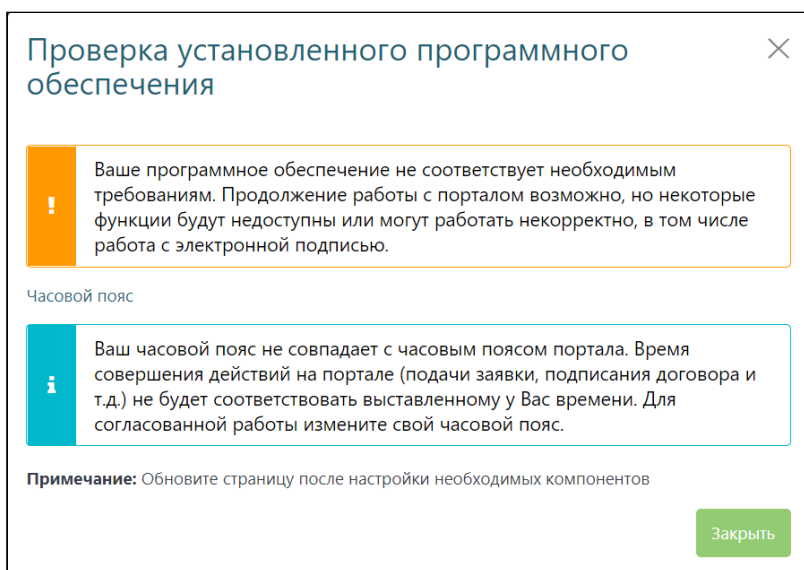 Проверка установленного программного
обеспечения
Ваше программное обеспечение не соответствует необходимым
требованиям. Продолжение работы с порталом возможно, но некоторые
функции будут недоступны или могут работать некорректно, в том числе
работа с электронной подписью.
Часовой пояс
Ваш часовой пояс не совпадает с часовым поясом портала. Время
совершения действий на портале (подачи заявки, подписания договора и
т.д.) не будет соответствовать выставленному у Вас времени. Для
согласованной работы измените свой часовой пояс.
Примечание: Обновите страницу после настройки необходимых компонентов
Закрыть